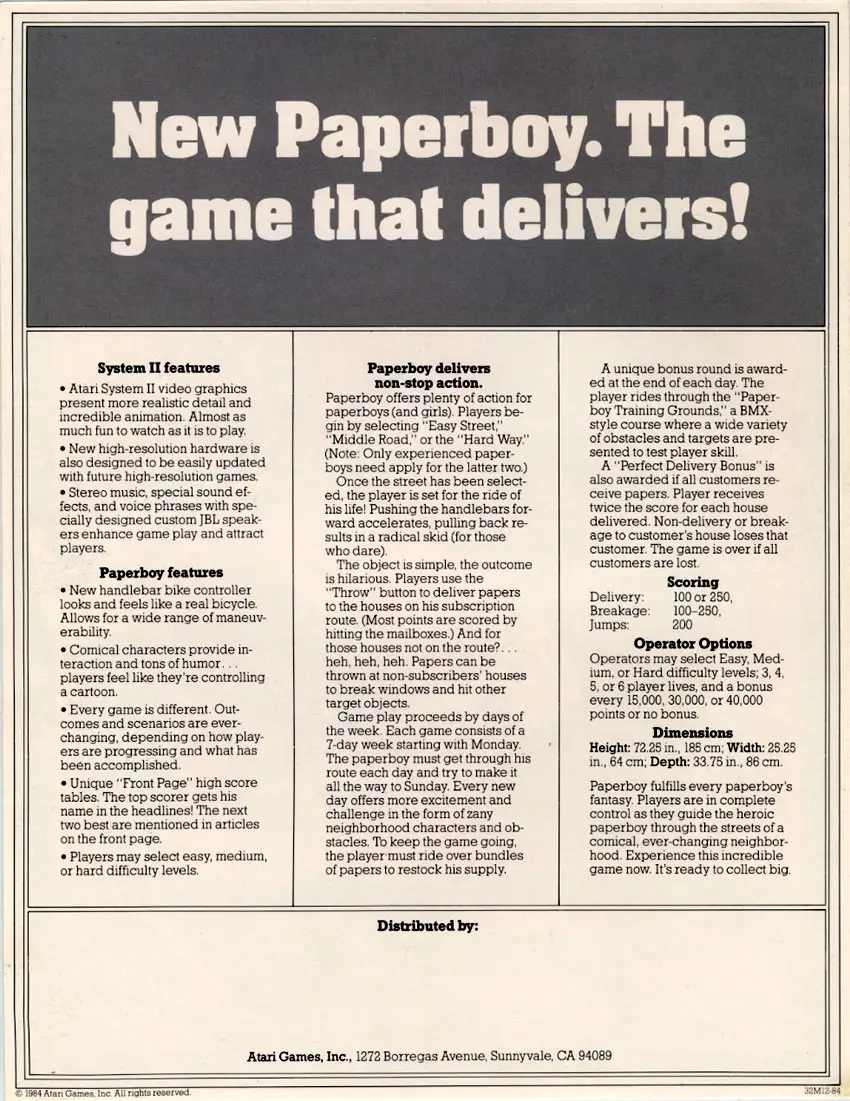 New Paperboy. The
game that delivers!
System II features
• Atari System II video graphics
present more realistic detail and
incredible animation. Almost as
much fun to watch as it is to play.
• New high-resolution hardware is
also designed to be easily updated
with future high-resolution games.
• Stereo music, special sound ef-
fects, and voice phrases with spe-
cially designed custom JBL speak-
ers enhance game play and attract
players.
Paperboy features
• New handlebar bike controller
looks and feels like a real bicycle.
Allows for a wide range of maneuv-
erability.
• Comical characters provide in-
teraction and tons of humor. . .
players feel like they're controlling
a cartoon.
• Every game is different. Out-
comes and scenarios are ever-
changing, depending on how play-
ers are progressing and what has
been accomplished.
• Unique "Front Page" high score
tables. The top scorer gets his
name in the headlines! The next
two best are mentioned in articles
on the front page.
• Players may select easy, medium,
or hard difficulty levels.
Paperboy delivers
non-stop action.
Paperboy offers plenty of action for
paperboys (and girls). Players be-
gin by selecting "Easy Street,"
"Middle Road," or the "Hard Way."
(Note: Only experienced paper-
boys need apply for the latter two.)
Once the street has been select-
ed, the player is set for the ride of
his life! Pushing the handlebars for-
ward accelerates, pulling back re-
sults in a radical skid (for those
who dare).
The object is simple, the outcome
is hilarious. Players use the
"Throw" button to deliver papers
to the houses on his subscription
route. (Most points are scored by
hitting the mailboxes.) And for
those houses not on the route?. . .
heh, heh, heh. Papers can be
thrown at non-subscribers' houses
to break windows and hit other
target objects.
Game play proceeds by days of
the week. Each game consists of a
7-day week starting with Monday.
The paperboy must get through his
route each day and try to make it
all the way to Sunday. Every new
day offers more excitement and
challenge in the form of zany
neighborhood characters and ob-
stacles. To keep the game going,
the player must ride over bundles
of papers to restock his supply.
A unique bonus round is award-
ed at the end of each day. The
player rides through the "Paper-
boy Training Grounds," a BMX-
style course where a wide variety
of obstacles and targets are pre-
sented to test player skill.
A "Perfect Delivery Bonus" is
also awarded if all customers re-
ceive papers. Player receives
twice the score for each house
delivered. Non-delivery or break-
age to customer's house loses that
customer. The game is over if all
customers are lost.
Scoring
Delivery: 100 or 250,
Breakage: 100-250,
Jumps: 200
Operator Options
Operators may select Easy, Med-
ium, or Hard difficulty levels; 3, 4,
5, or 6 player lives, and a bonus
every 15,000, 30,000, or 40,000
points or no bonus.
Dimensions
Height: 72.25 in., 186 cm; Width: 25.25
in., 64 cm; Depth: 33.75 in., 86 cm.
Paperboy fulfills every paperboy's
fantasy. Players are in complete
control as they guide the heroic
paperboy through the streets of a
comical, ever-changing neighbor-
hood. Experience this incredible
game now. It's ready to collect big.
Distributed by:
Atari Games, Inc., 1272 Borregas Avenue, Sunnyvale, CA 94089
© 1984 Atari Games, Inc. All rights reserved.
32M12-84